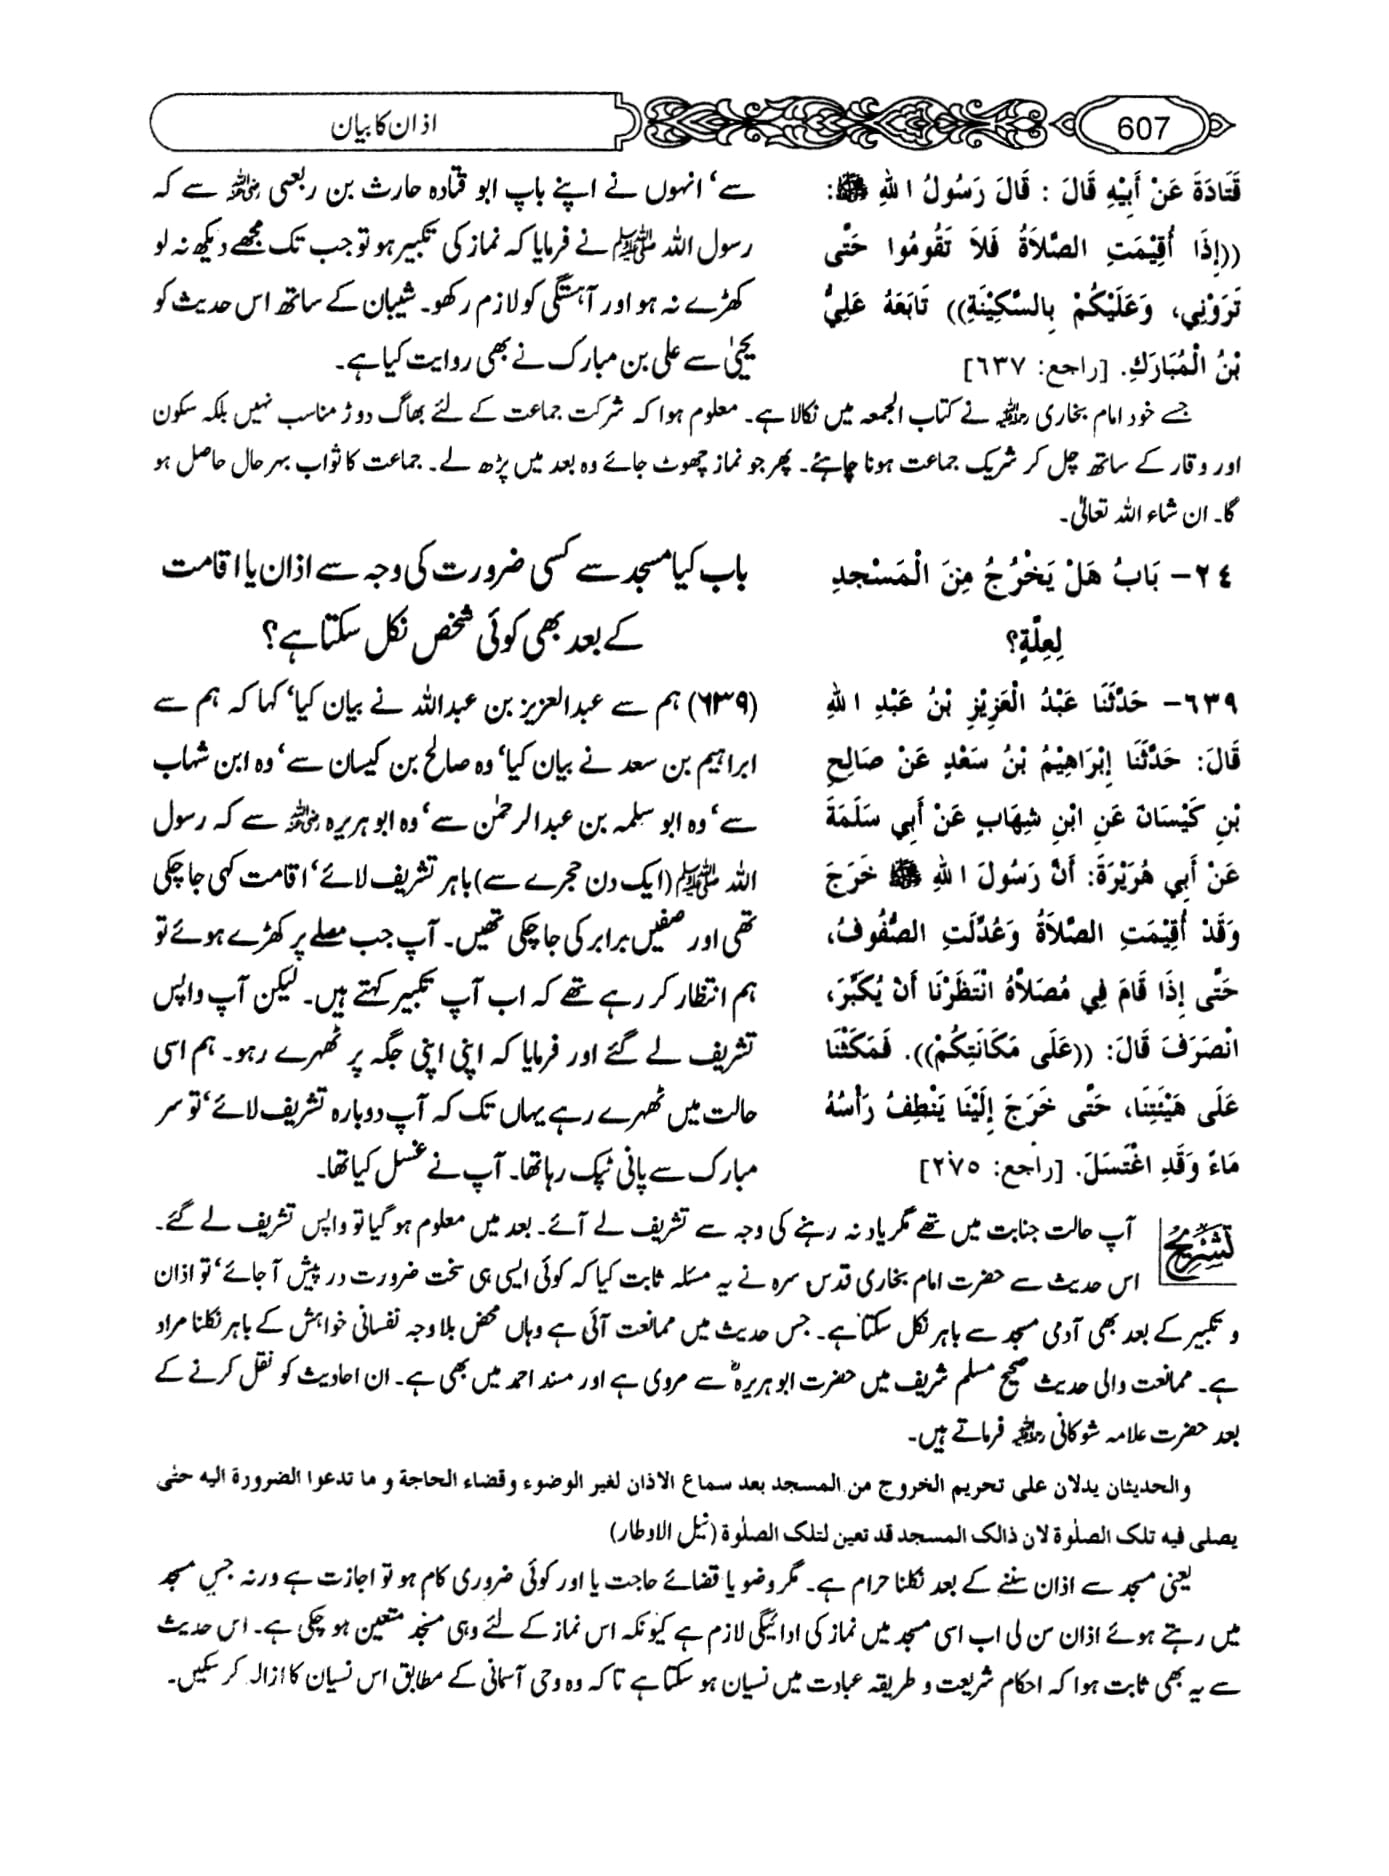 607
اذان کا بیان
قَتَادَةَ عَنْ أَبِيْهِ قَالَ : قَالَ رَسُولُ اللهِ ﷺ:
((إِذَا أُقِيْمَتِ الصَّلاَةُ فَلاَ تَقُومُوا حَتَّى
تَرَوْنِي، وَعَلَيْكُمْ بِالسَّكِيْنَةِ)) تَابَعَهُ عَلِيُّ
بْنُ الْمُبَارَكِ. [راجع: ٦٣٧]
سے‘ انہوں نے اپنے باپ ابو قتادہ حارث بن ربعی رضی اللہ عنہ سے کہ
رسول اللہ ﷺ نے فرمایا کہ نماز کی تکبیر ہو تو جب تک مجھے دیکھ نہ لو
کھڑے نہ ہو اور آہستگی کو لازم رکھو۔ شیبان کے ساتھ اس حدیث کو
یحییٰ سے علی بن مبارک نے بھی روایت کیا ہے۔
جسے خود امام بخاری رحمۃ اللہ علیہ نے کتاب الجمعہ میں نکالا ہے۔ معلوم ہوا کہ شرکت جماعت کے لئے بھاگ دوڑ مناسب نہیں بلکہ سکون
اور وقار کے ساتھ چل کر شریک جماعت ہونا چاہئے۔ پھر جو نماز چھوٹ جائے وہ بعد میں پڑھ لے۔ جماعت کا ثواب بہرحال حاصل ہو
گا۔ ان شاء اللہ تعالیٰ۔
٢٤- بَابُ هَلْ يَخْرُجُ مِنَ الْمَسْجِدِ
لِعِلَّةٍ؟
باب کیا مسجد سے کسی ضرورت کی وجہ سے اذان یا اقامت
کے بعد بھی کوئی شخص نکل سکتا ہے؟
٦٣٩- حَدَّثَنَا عَبْدُ الْعَزِيْزِ بْنُ عَبْدِ اللهِ
قَالَ: حَدَّثَنَا إِبْرَاهِيْمُ بْنُ سَعْدٍ عَنْ صَالِحِ
بْنِ كَيْسَانَ عَنِ ابْنِ شِهَابٍ عَنْ أَبِي سَلَمَةَ
عَنْ أَبِي هُرَيْرَةَ: أَنَّ رَسُولَ اللهِ ﷺ خَرَجَ
وَقَدْ أُقِيْمَتِ الصَّلاَةُ وَعُدِّلَتِ الصُّفُوفُ،
حَتَّى إِذَا قَامَ فِي مُصَلاَّهُ انْتَظَرْنَا أَنْ يُكَبِّرَ،
انْصَرَفَ قَالَ: ((عَلَى مَكَانَتِكُمْ)). فَمَكَثْنَا
عَلَى هَيْئَتِنَا، حَتَّى خَرَجَ إِلَيْنَا يَنْطِفُ رَأْسُهُ
مَاءً وَقَدِ اغْتَسَلَ. [راجع: ٢٧٥]
(۶۳۹) ہم سے عبدالعزیز بن عبداللہ نے بیان کیا‘ کہا کہ ہم سے
ابراہیم بن سعد نے بیان کیا‘ وہ صالح بن کیسان سے‘ وہ ابن شہاب
سے‘ وہ ابو سلمہ بن عبدالرحمٰن سے‘ وہ ابو ہریرہ رضی اللہ عنہ سے کہ رسول
اللہ ﷺ (ایک دن حجرے سے) باہر تشریف لائے‘ اقامت کہی جا چکی
تھی اور صفیں برابر کی جا چکی تھیں۔ آپ جب مصلے پر کھڑے ہوئے تو
ہم انتظار کر رہے تھے کہ اب آپ تکبیر کہتے ہیں۔ لیکن آپ واپس
تشریف لے گئے اور فرمایا کہ اپنی اپنی جگہ پر ٹھہرے رہو۔ ہم اسی
حالت میں ٹھہرے رہے یہاں تک کہ آپ دوبارہ تشریف لائے‘ تو سر
مبارک سے پانی ٹپک رہا تھا۔ آپ نے غسل کیا تھا۔
تشریح
آپ حالت جنابت میں تھے مگر یاد نہ رہنے کی وجہ سے تشریف لے آئے۔ بعد میں معلوم ہو گیا تو واپس تشریف لے گئے۔
اس حدیث سے حضرت امام بخاری قدس سرہ نے یہ مسئلہ ثابت کیا کہ کوئی ایسی ہی سخت ضرورت در پیش آ جائے‘ تو اذان
و تکبیر کے بعد بھی آدمی مسجد سے باہر نکل سکتا ہے۔ جس حدیث میں ممانعت آئی ہے وہاں محض بلا وجہ نفسانی خواہش کے باہر نکلنا مراد
ہے۔ ممانعت والی حدیث صحیح مسلم شریف میں حضرت ابو ہریرہؓ سے مروی ہے اور مسند احمد میں بھی ہے۔ ان احادیث کو نقل کرنے کے
بعد حضرت علامہ شوکانی رحمۃ اللہ علیہ فرماتے ہیں۔
والحدیثان یدلان علی تحریم الخروج من المسجد بعد سماع الاذان لغیر الوضوء وقضاء الحاجة و ما تدعوا الضرورة الیه حتی
یصلی فیه تلک الصلٰوة لان ذالک المسجد قد تعین لتلک الصلٰوة (نیل الاوطار)
یعنی مسجد سے اذان سننے کے بعد نکلنا حرام ہے۔ مگر وضو یا قضائے حاجت یا اور کوئی ضروری کام ہو تو اجازت ہے ورنہ جس مسجد
میں رہتے ہوئے اذان سن لی اب اسی مسجد میں نماز کی ادائیگی لازم ہے کیونکہ اس نماز کے لئے وہی مسجد متعین ہو چکی ہے۔ اس حدیث
سے یہ بھی ثابت ہوا کہ احکام شریعت و طریقہ عبادت میں نسیان ہو سکتا ہے تاکہ وہ وحی آسمانی کے مطابق اس نسیان کا ازالہ کر سکیں۔